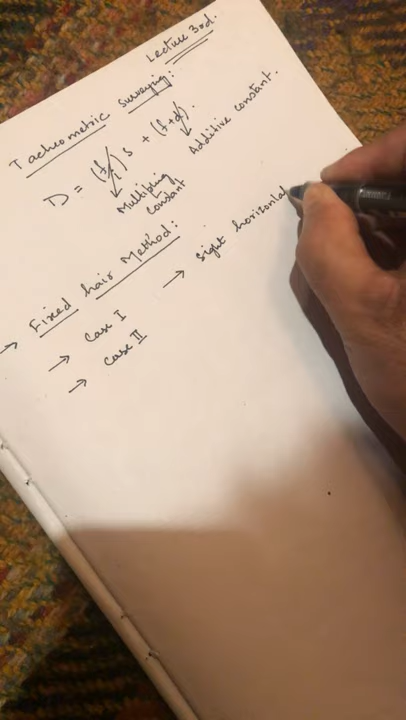 Lecture 3rd.
Tacheometric surveying:
D = (f/i) s + (f+d).
Multiplying constant
Additive constant.
→ Fixed hair Method:
→ Case I → sight horizontal
→ Case II